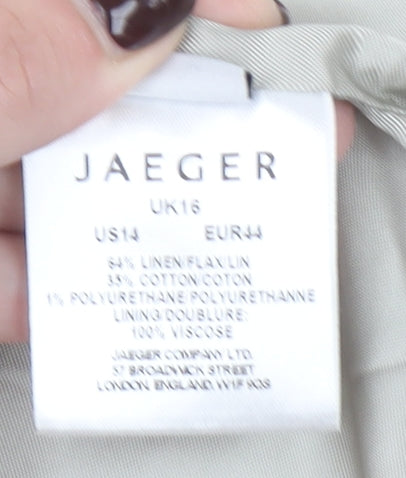 JAEGER
UK16
US14 EUR44
64% LINEN/FLAX/LIN
35% COTTON/COTON
1% POLYURETHANE/POLYURETHANNE
LINING/DOUBLURE:
100% VISCOSE
JAEGER COMPANY LTD.
57 BROADWICK STREET
LONDON, ENGLAND, W1F 9QS